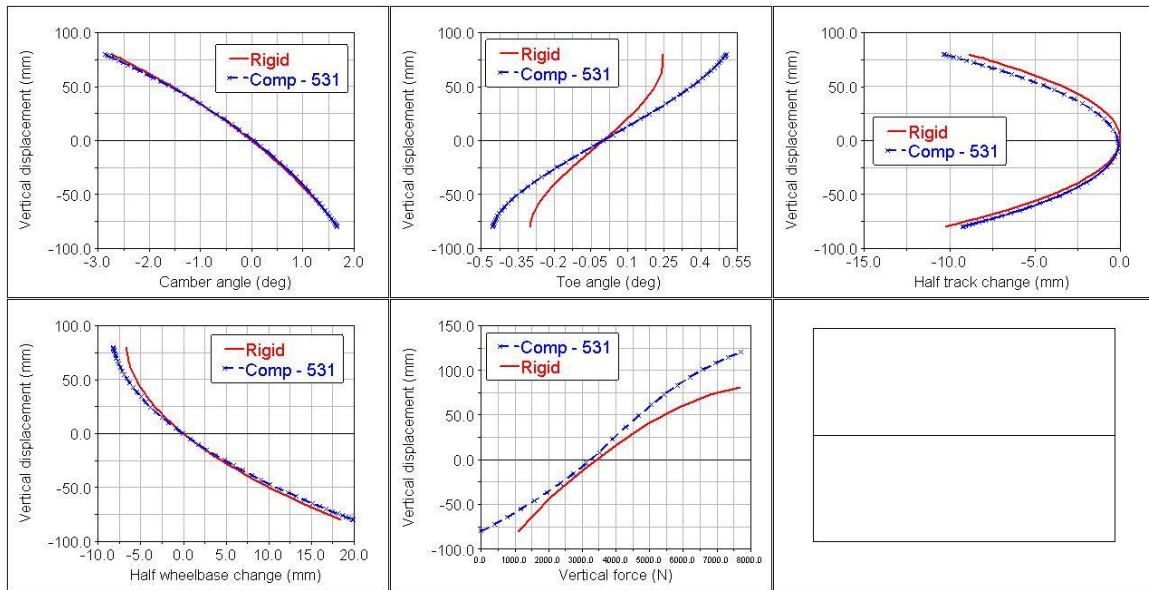 100.0
50.0
0.0
-50.0
-100.0
Vertical displacement (mm)
Rigid
Comp - 531
-3.0 -2.0 -1.0 0.0 1.0 2.0
Camber angle (deg)
100.0
50.0
0.0
-50.0
-100.0
Vertical displacement (mm)
Rigid
Comp - 531
-0.5 -0.35 -0.2 -0.05 0.1 0.25 0.4 0.55
Toe angle (deg)
100.0
50.0
0.0
-50.0
-100.0
Vertical displacement (mm)
Rigid
Comp - 531
-15.0 -10.0 -5.0 0.0
Half track change (mm)
100.0
50.0
0.0
-50.0
-100.0
Vertical displacement (mm)
Rigid
Comp - 531
-10.0 -5.0 0.0 5.0 10.0 15.0 20.0
Half wheelbase change (mm)
150.0
100.0
50.0
0.0
-50.0
-100.0
Vertical displacement (mm)
Comp - 531
Rigid
0.0 1000.0 2000.0 3000.0 4000.0 5000.0 6000.0 7000.0 8000.0
Vertical force (N)